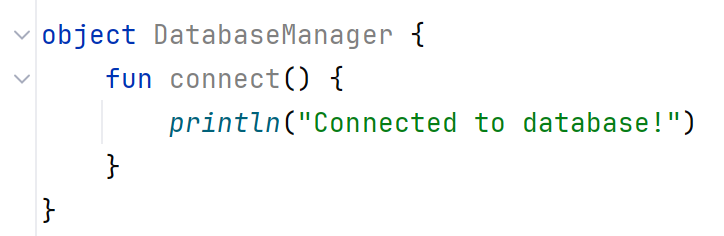 object DatabaseManager {
    fun connect() {
        println("Connected to database!")
    }
}